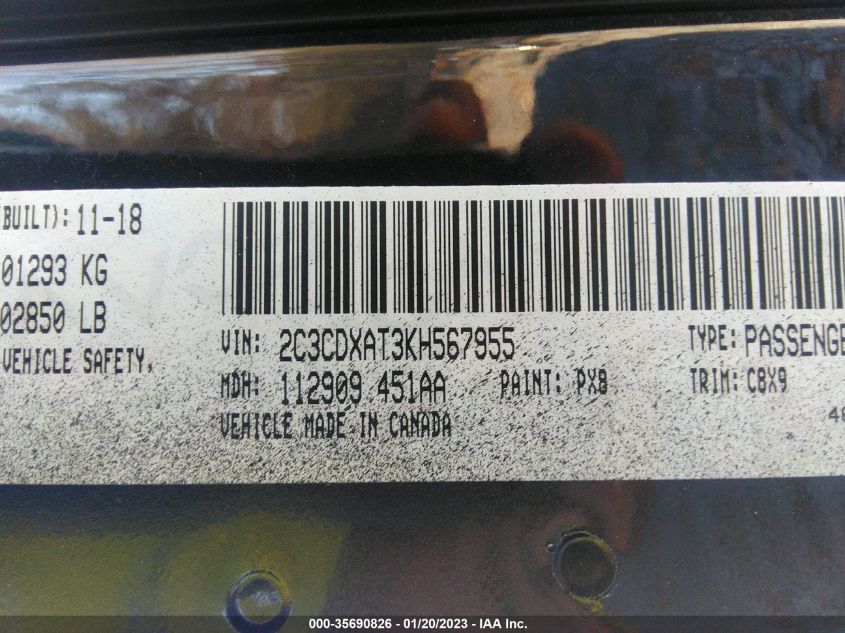 (BUILT): 11-18
01293 KG
02850 LB
VEHICLE SAFETY,
VIN: 2C3CDXAT3KH567955
TYPE: PASSENGE
MDH: 112909 451AA
PAINT: PX8
TRIM: C8X9
VEHICLE MADE IN CANADA
48
000-35690826 - 01/20/2023 - IAA Inc.